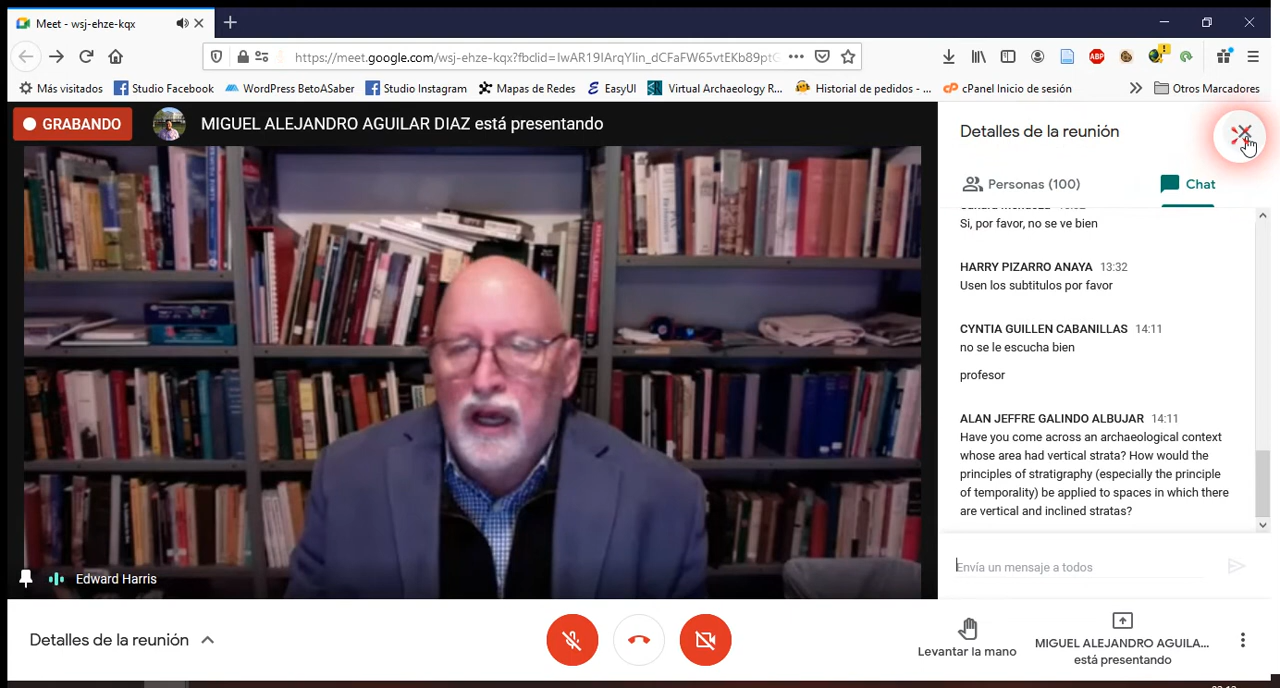 Meet - wsj-ehze-kqx
https://meet.google.com/wsj-ehze-kqx?fbclid=IwAR19IArqYIin_dCFaFW65vtEKb89ptG
Más visitados
Studio Facebook
WordPress BetoASaber
Studio Instagram
Mapas de Redes
EasyUI
Virtual Archaeology R...
Historial de pedidos - ...
cPanel Inicio de sesión
Otros Marcadores
GRABANDO
MIGUEL ALEJANDRO AGUILAR DIAZ está presentando
Detalles de la reunión
Personas (100)
Chat
Si, por favor, no se ve bien
HARRY PIZARRO ANAYA 13:32
Usen los subtitulos por favor
CYNTIA GUILLEN CABANILLAS 14:11
no se le escucha bien
profesor
ALAN JEFFRE GALINDO ALBUJAR 14:11
Have you come across an archaeological context
whose area had vertical strata? How would the
principles of stratigraphy (especially the principle
of temporality) be applied to spaces in which there
are vertical and inclined stratas?
Envía un mensaje a todos
Edward Harris
Detalles de la reunión
Levantar la mano
MIGUEL ALEJANDRO AGUILA...
está presentando
ABP